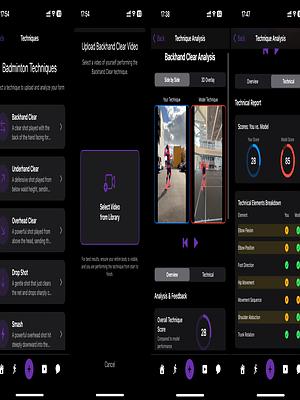 17:54
Techniques
Badminton Techniques
Select a technique to upload and analyze your form
Backhand Clear
A clear shot played with the
back of the hand facing for...
Underhand Clear
A defensive shot played from
below waist height, sendin...
Overhead Clear
A powerful shot played from
above the head, sending th...
Drop Shot
A gentle shot that just clears
the net and drops sharply o...
Smash
A powerful overhead shot hit
steeply downward into the...
17:54
Upload Backhand Clear Video
Select a video of yourself performing the
Backhand Clear technique.
Select Video
from Library
For best results, ensure your entire body is visible,
and you are performing the technique from start to
finish.
Cancel
17:38
Back
Technique Analysis
Backhand Clear Analysis
Side by Side
3D Overlay
Your Technique
Model Technique
Overview
Technical
Analysis & Feedback
Overall Technique
Score
Compared to model
performance
28
17:47
Back
Technique Analysis
Overview
Technical
Technical Report
Scores: You vs. Model
Your Score
Model Score
28
85
Technical Elements Breakdown
Element
You
Elbow Flexion
Elbow Position
Feet Direction
Hip Movement
Movement Sequence
Shoulder Abduction
Trunk Rotation